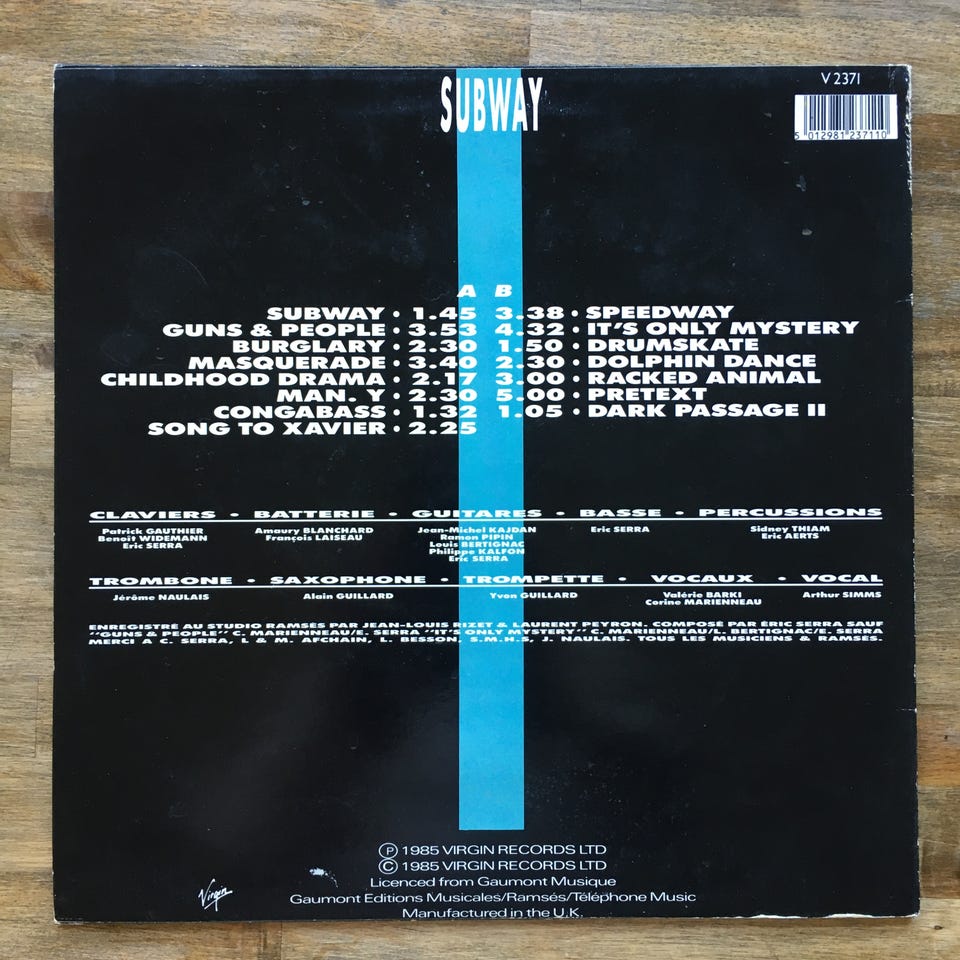 SUBWAY
V 2371
5 012981 237110
A B
SUBWAY · 1.45 3.38 · SPEEDWAY
GUNS & PEOPLE · 3.53 4.32 · IT'S ONLY MYSTERY
BURGLARY · 2.30 1.50 · DRUMSKATE
MASQUERADE · 3.40 2.30 · DOLPHIN DANCE
CHILDHOOD DRAMA · 2.17 3.00 · RACKED ANIMAL
MAN. Y · 2.30 5.00 · PRETEXT
CONGABASS · 1.32 1.05 · DARK PASSAGE II
SONG TO XAVIER · 2.25
CLAVIERS · BATTERIE · GUITARES · BASSE · PERCUSSIONS
Patrick GAUTHIER Amaury BLANCHARD Jean-Michel KAJDAN Eric SERRA Sidney THIAM
Benoit WIDEMANN François LAISEAU Ramon PIPIN Eric AERTS
Eric SERRA Louis BERTIGNAC
Philippe KALFON
Eric SERRA
TROMBONE · SAXOPHONE · TROMPETTE · VOCAUX · VOCAL
Jérôme NAULAIS Alain GUILLARD Yvon GUILLARD Valérie BARKI Arthur SIMMS
Corine MARIENNEAU
ENREGISTRÉ AU STUDIO RAMSÈS PAR JEAN-LOUIS RIZET & LAURENT PEYRON. COMPOSÉ PAR ÉRIC SERRA SAUF
"GUNS & PEOPLE" C. MARIENNEAU/E. SERRA "IT'S ONLY MYSTERY" C. MARIENNEAU/L. BERTIGNAC/E. SERRA
MERCI A C. SERRA, L & M. AFCHAIN, L. BESSON, S.M.H.S, J. NAULAIS. TOUS LES MUSICIENS & RAMSÈS.
Ⓟ 1985 VIRGIN RECORDS LTD
© 1985 VIRGIN RECORDS LTD
Licenced from Gaumont Musique
Gaumont Editions Musicales/Ramsés/Téléphone Music
Manufactured in the U.K.
Virgin